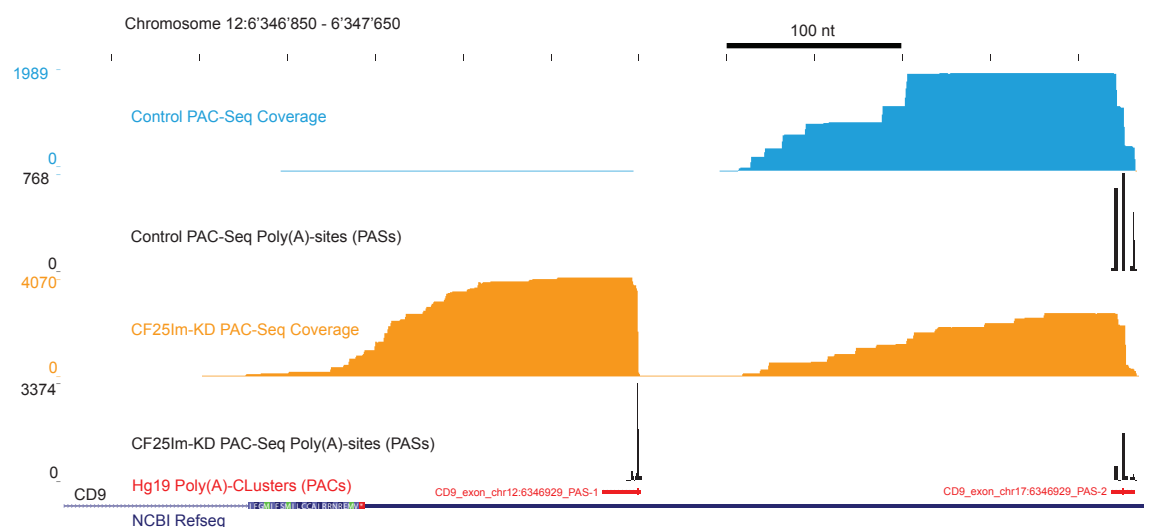 Chromosome 12:6'346'850 - 6'347'650
100 nt
1989
Control PAC-Seq Coverage
0
768
Control PAC-Seq Poly(A)-sites (PASs)
0
4070
CF25Im-KD PAC-Seq Coverage
0
3374
CF25Im-KD PAC-Seq Poly(A)-sites (PASs)
0
Hg19 Poly(A)-CLusters (PACs)
CD9_exon_chr12:6346929_PAS-1
CD9_exon_chr17:6346929_PAS-2
CD9
NCBI Refseq